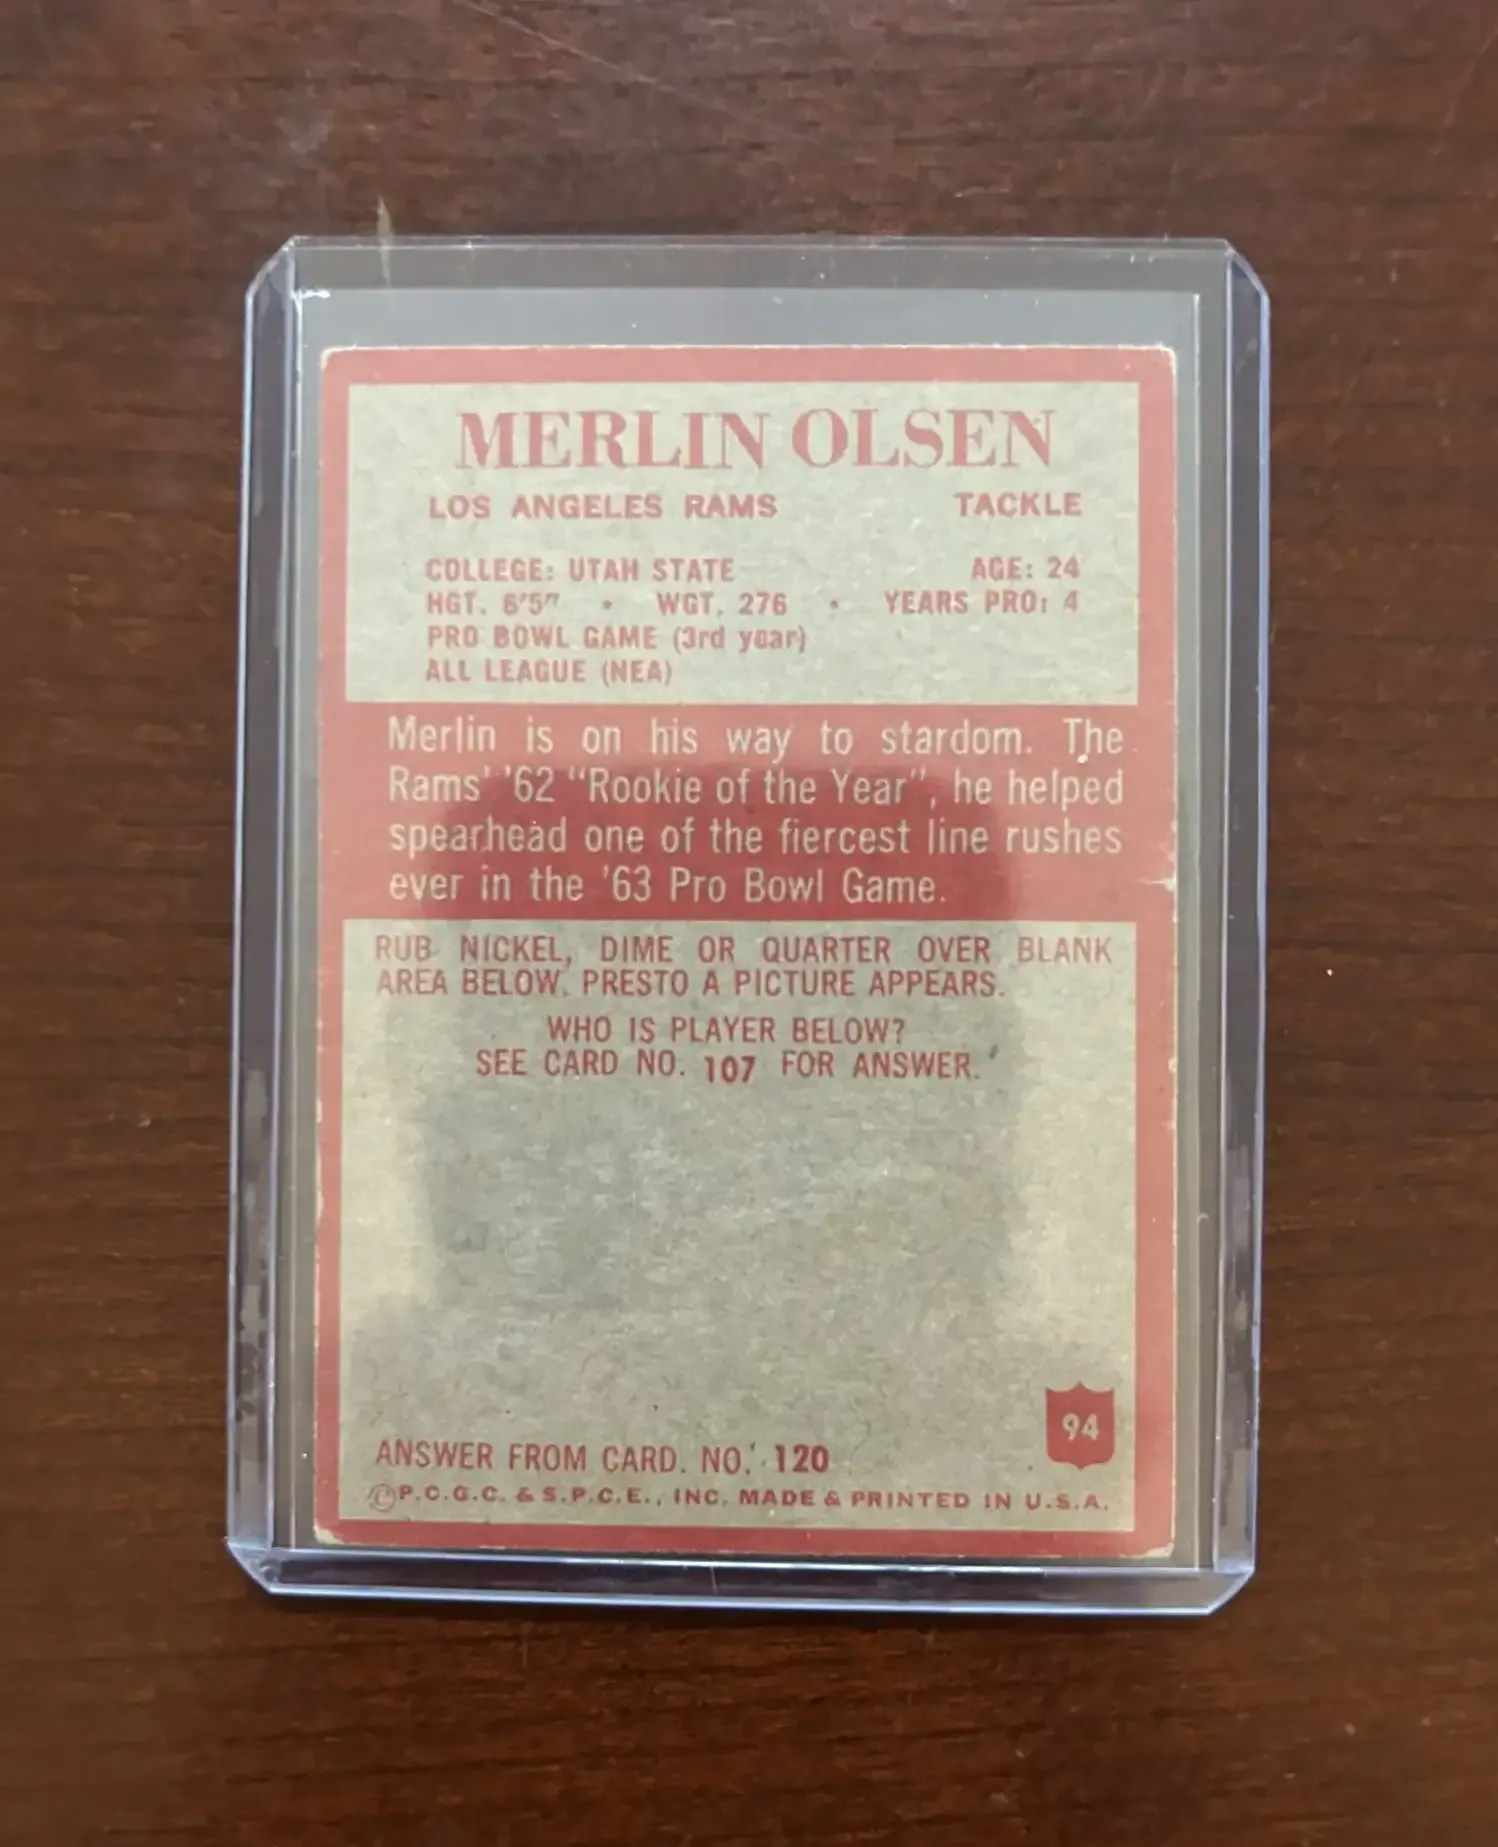 MERLIN OLSEN
LOS ANGELES RAMS TACKLE
COLLEGE: UTAH STATE AGE: 24
HGT. 6'5" • WGT. 276 • YEARS PRO: 4
PRO BOWL GAME (3rd year)
ALL LEAGUE (NEA)
Merlin is on his way to stardom. The
Rams' '62 "Rookie of the Year", he helped
spearhead one of the fiercest line rushes
ever in the '63 Pro Bowl Game.
RUB NICKEL, DIME OR QUARTER OVER BLANK
AREA BELOW. PRESTO A PICTURE APPEARS.
WHO IS PLAYER BELOW?
SEE CARD NO. 107 FOR ANSWER.
94
ANSWER FROM CARD. NO. 120
©P.C.G.C. & S.P.C.E., INC. MADE & PRINTED IN U.S.A.